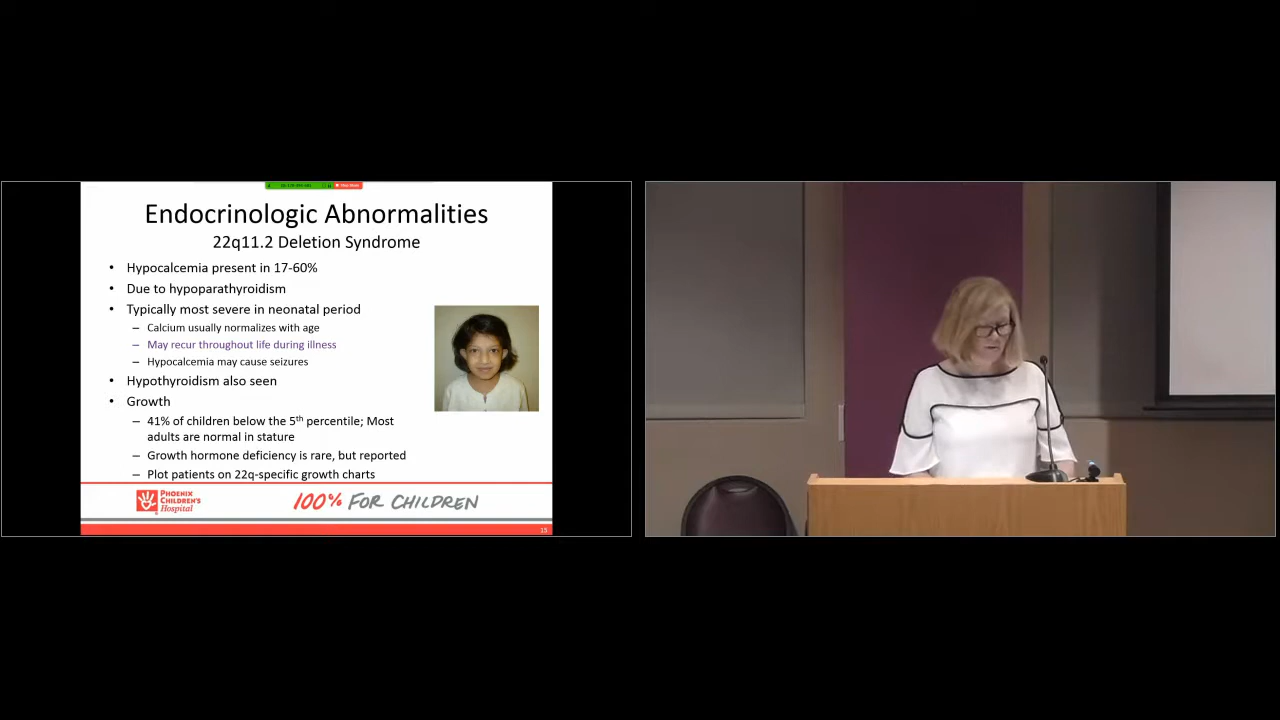 Endocrinologic Abnormalities
22q11.2 Deletion Syndrome
• Hypocalcemia present in 17-60%
• Due to hypoparathyroidism
• Typically most severe in neonatal period
– Calcium usually normalizes with age
– May recur throughout life during illness
– Hypocalcemia may cause seizures
• Hypothyroidism also seen
• Growth
– 41% of children below the 5th percentile; Most
adults are normal in stature
– Growth hormone deficiency is rare, but reported
– Plot patients on 22q-specific growth charts
PHOENIX
CHILDREN'S
Hospital
100% FOR CHILDREN